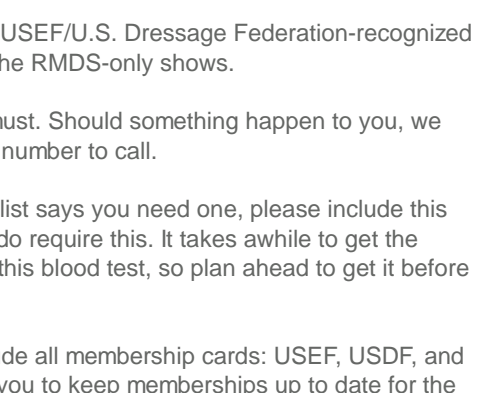 USEF/U.S. Dressage Federation-recognized
he RMDS-only shows.
nust. Should something happen to you, we
number to call.
list says you need one, please include this
do require this. It takes awhile to get the
this blood test, so plan ahead to get it before
de all membership cards: USEF, USDF, and
you to keep memberships up to date for the